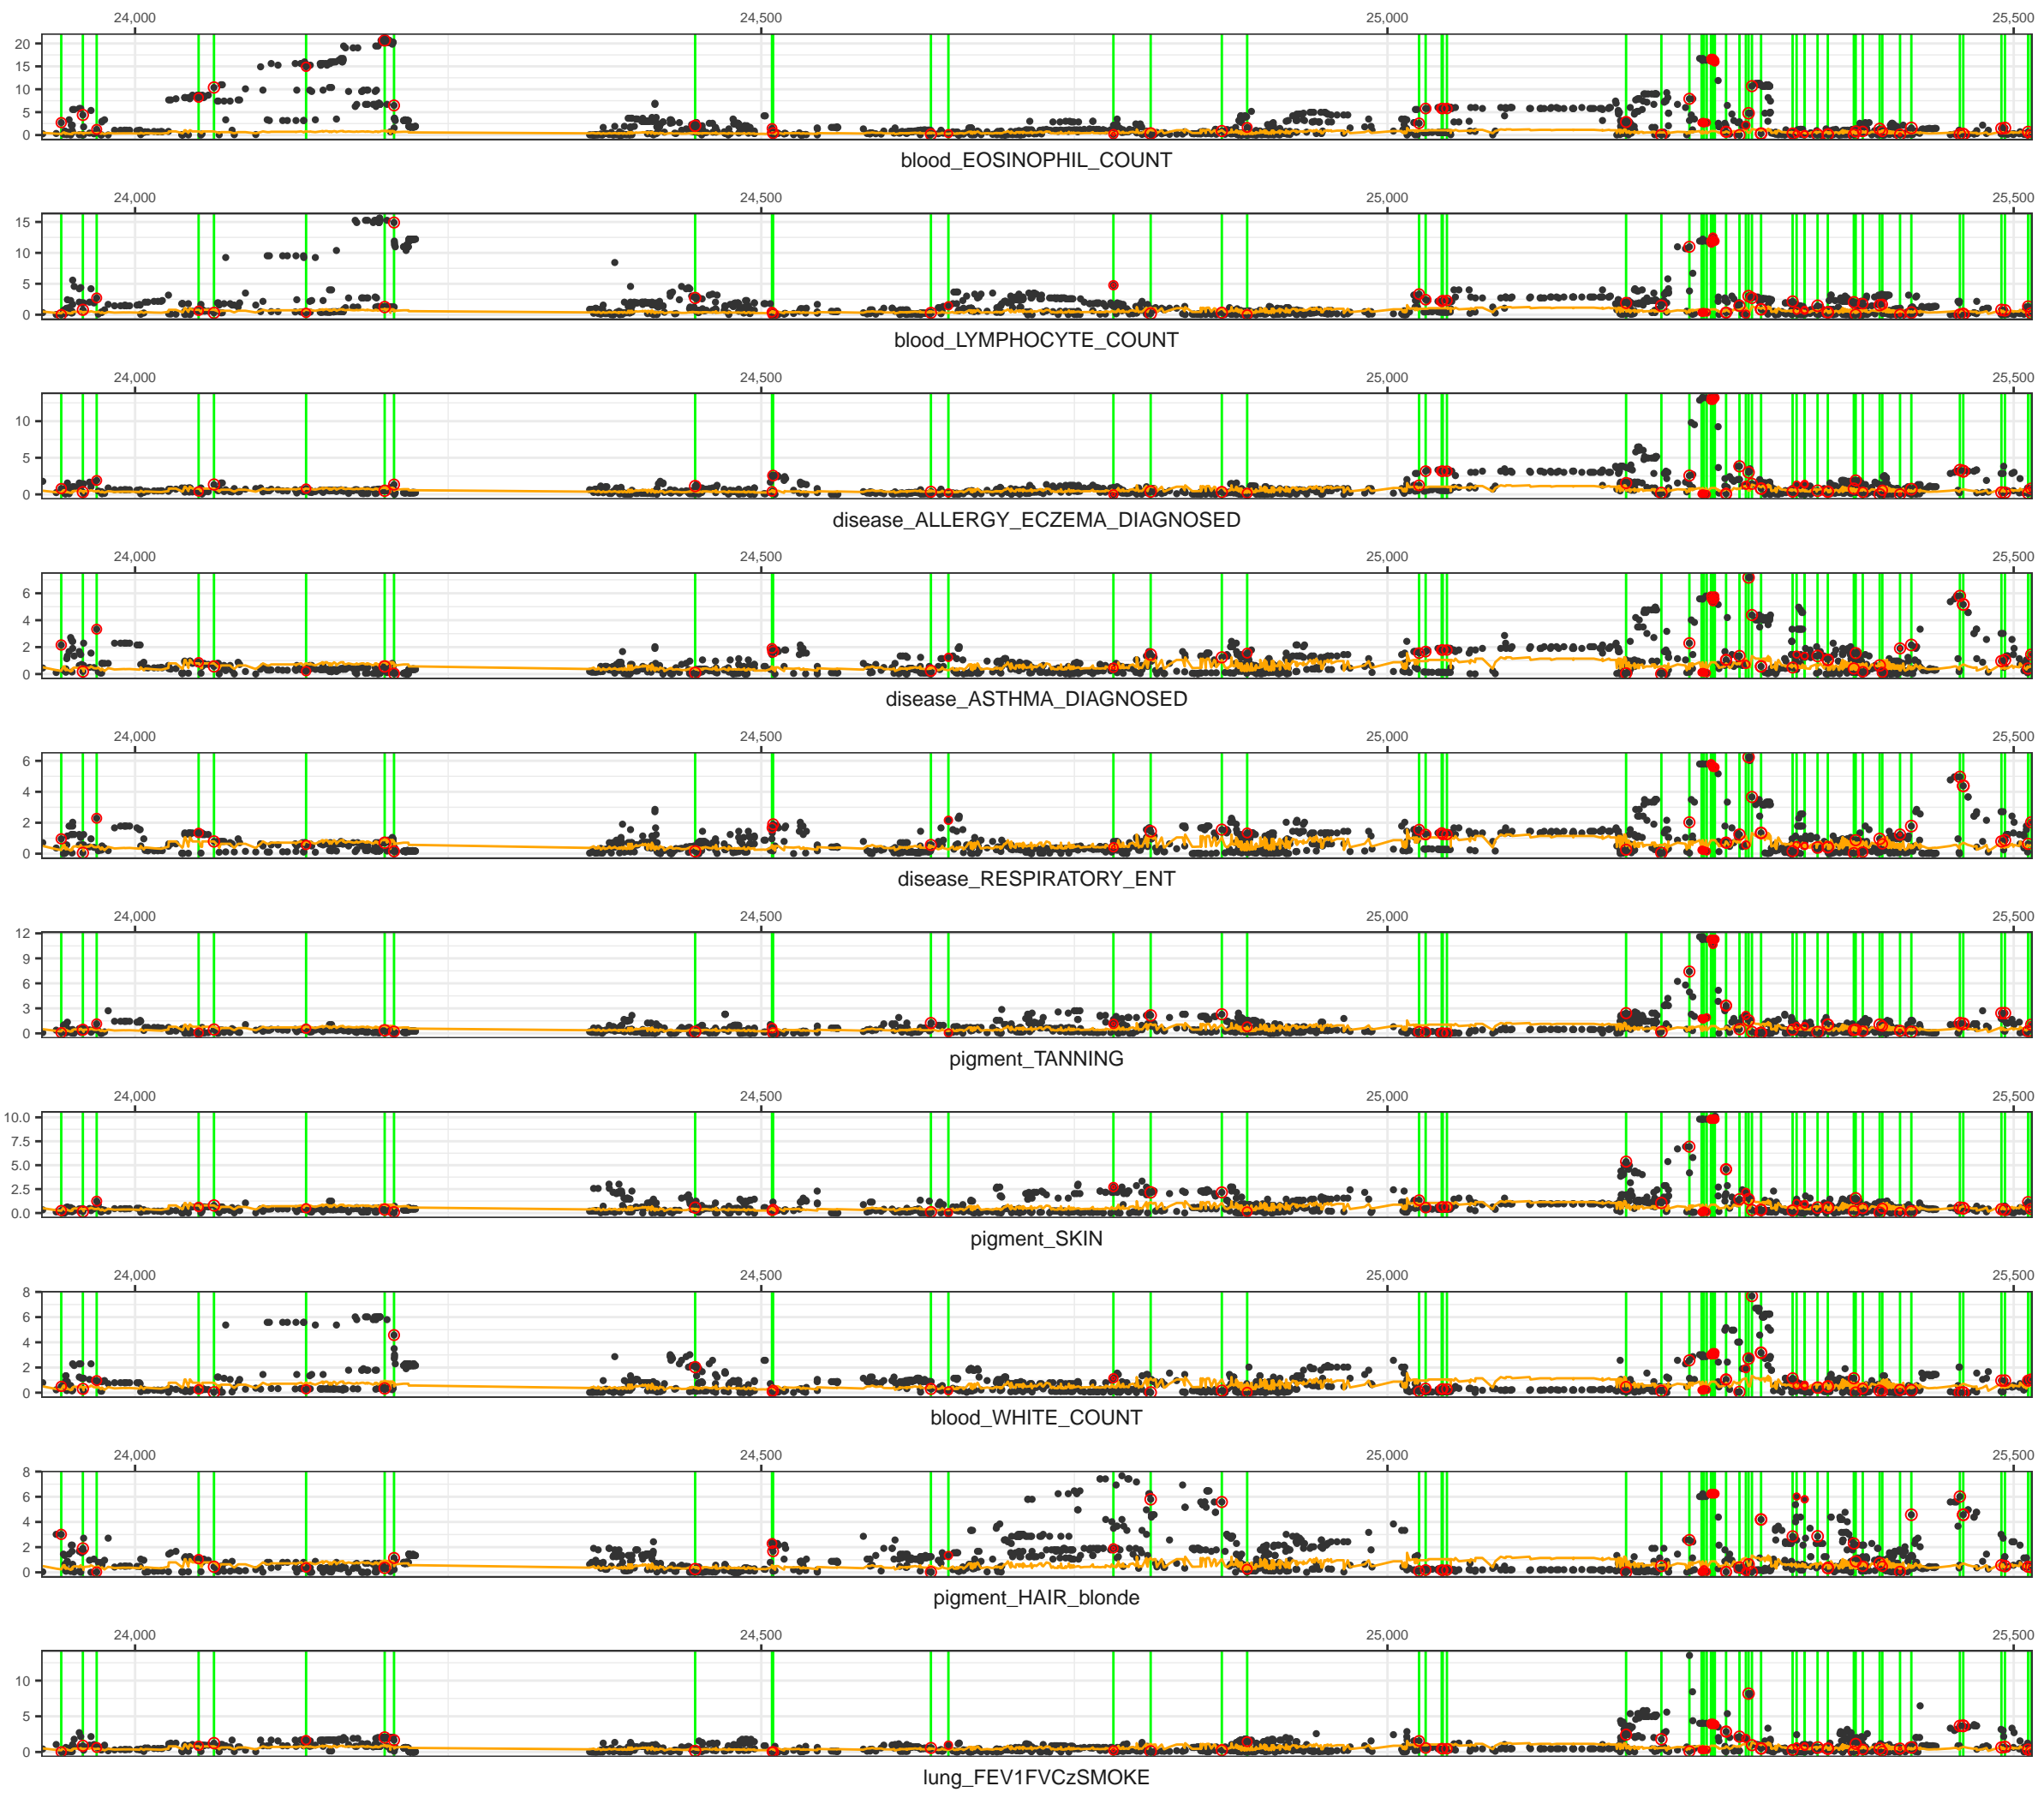 24,000 24,500 25,000 25,500
20
15
10
5
0
blood_EOSINOPHIL_COUNT
24,000 24,500 25,000 25,500
15
10
5
0
blood_LYMPHOCYTE_COUNT
24,000 24,500 25,000 25,500
10
5
0
disease_ALLERGY_ECZEMA_DIAGNOSED
24,000 24,500 25,000 25,500
6
4
2
0
disease_ASTHMA_DIAGNOSED
24,000 24,500 25,000 25,500
6
4
2
0
disease_RESPIRATORY_ENT
24,000 24,500 25,000 25,500
12
9
6
3
0
pigment_TANNING
24,000 24,500 25,000 25,500
10.0
7.5
5.0
2.5
0.0
pigment_SKIN
24,000 24,500 25,000 25,500
8
6
4
2
0
blood_WHITE_COUNT
24,000 24,500 25,000 25,500
8
6
4
2
0
pigment_HAIR_blonde
24,000 24,500 25,000 25,500
10
5
0
lung_FEV1FVCzSMOKE